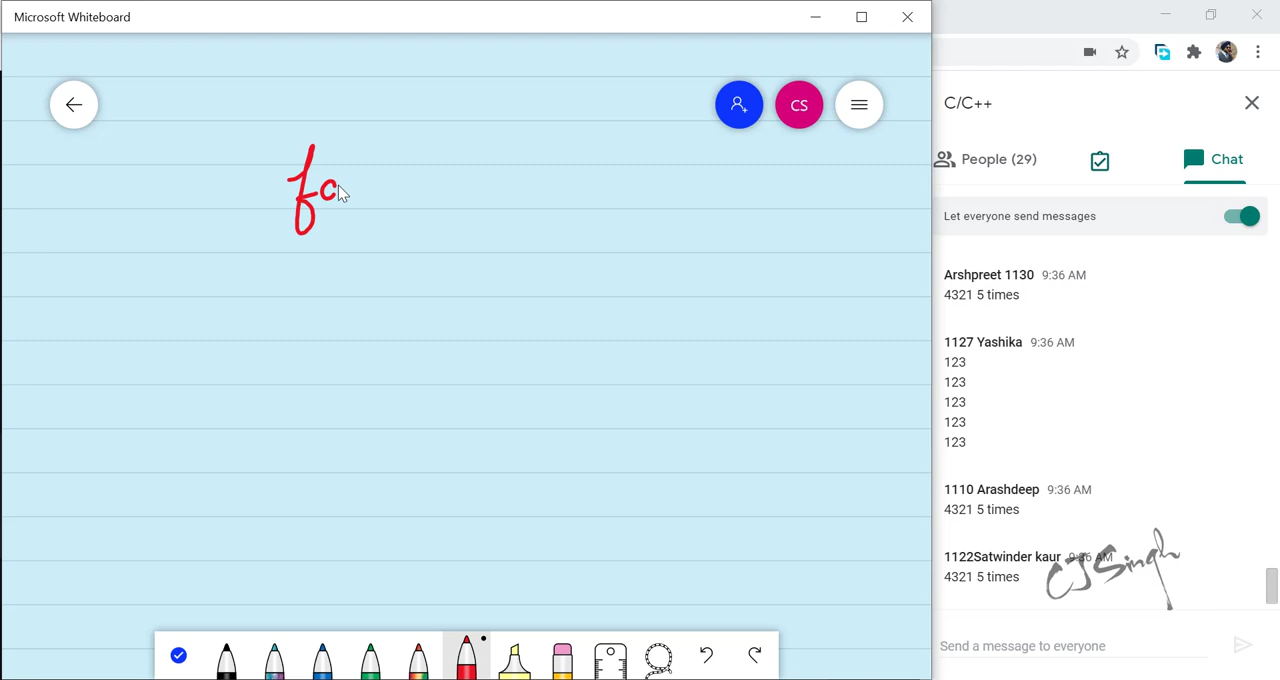 Microsoft Whiteboard
CS
fo
C/C++
People (29)
Chat
Let everyone send messages
Arshpreet 1130 9:36 AM
4321 5 times
1127 Yashika 9:36 AM
123
123
123
123
123
1110 Arashdeep 9:36 AM
4321 5 times
1122Satwinder kaur 9:36 AM
4321 5 times
CJSingh
Send a message to everyone